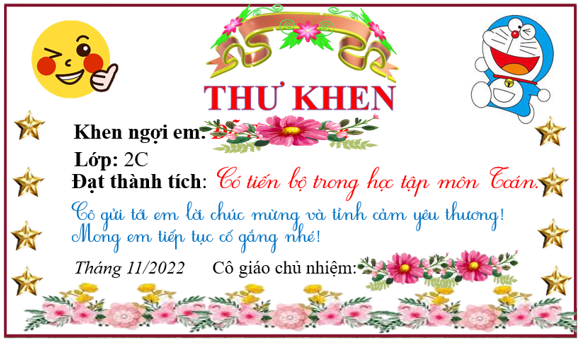 THƯ KHEN
Khen ngợi em:
Lớp: 2C
Đạt thành tích: Có tiến bộ trong học tập môn Toán.
Cô gửi tới em lời chúc mừng và tình cảm yêu thương!
Mong em tiếp tục cố gắng nhé!
Tháng 11/2022 Cô giáo chủ nhiệm: